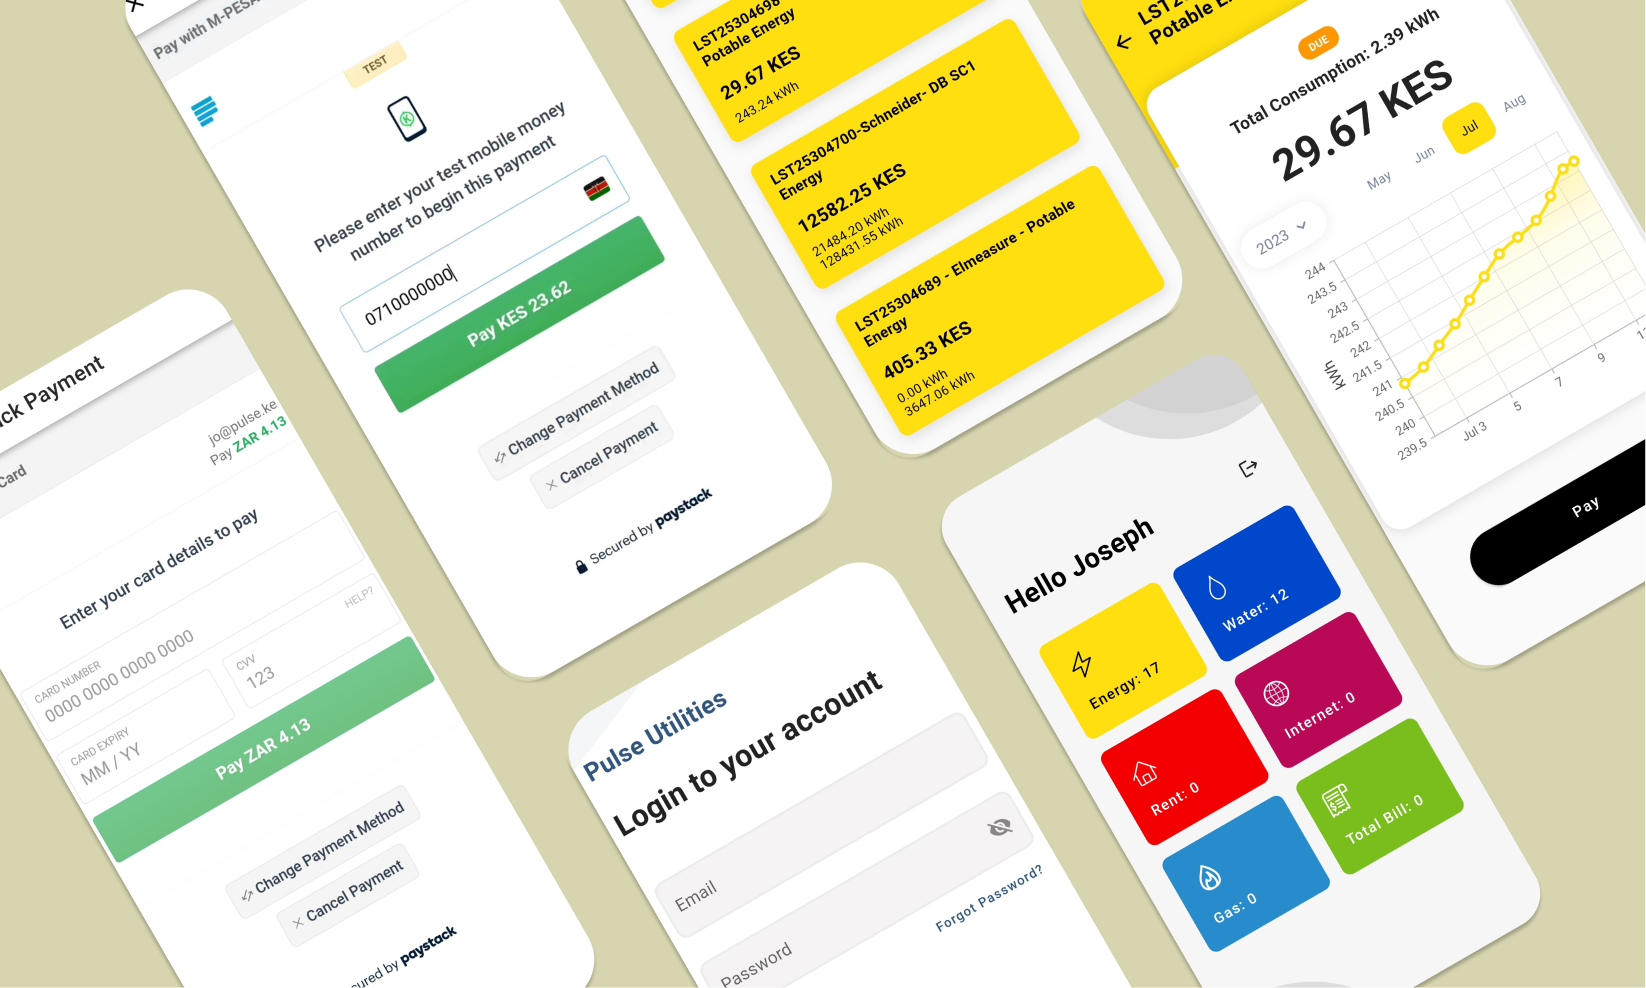 Pay with M-PESA
TEST
Please enter your test mobile money
number to begin this payment
0710000000
Pay KES 23.62
Change Payment Method
Cancel Payment
Secured by paystack
ck Payment
Card
jo@pulse.ke
Pay ZAR 4.13
Enter your card details to pay
CARD NUMBER
0000 0000 0000 0000
HELP?
CARD EXPIRY
MM / YY
CVV
123
Pay ZAR 4.13
Change Payment Method
Cancel Payment
cured by paystack
LST25304698
Potable Energy
29.67 KES
243.24 kWh
LST25304700-Schneider- DB SC1
Energy
12582.25 KES
21484.20 kWh
128431.55 kWh
LST25304689 - Elmeasure - Potable
Energy
405.33 KES
0.00 kWh
3647.06 kWh
Pulse Utilities
Login to your account
Email
Password
Forgot Password?
Hello Joseph
Energy: 17
Water: 12
Rent: 0
Internet: 0
Gas: 0
Total Bill: 0
LST2
Potable E
DUE
Total Consumption: 2.39 kWh
29.67 KES
May
Jun
Jul
Aug
2023
244
243.5
243
242.5
242
241.5
241
240.5
240
239.5
kWh
Jul 3
5
7
9
Pay